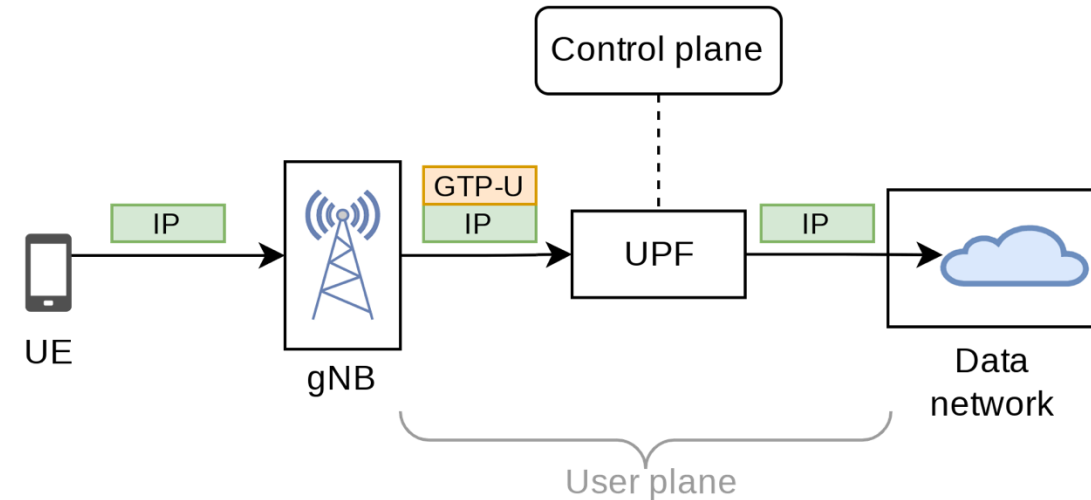 Control plane
IP
GTP-U
IP
IP
UPF
UE
gNB
Data
network
User plane